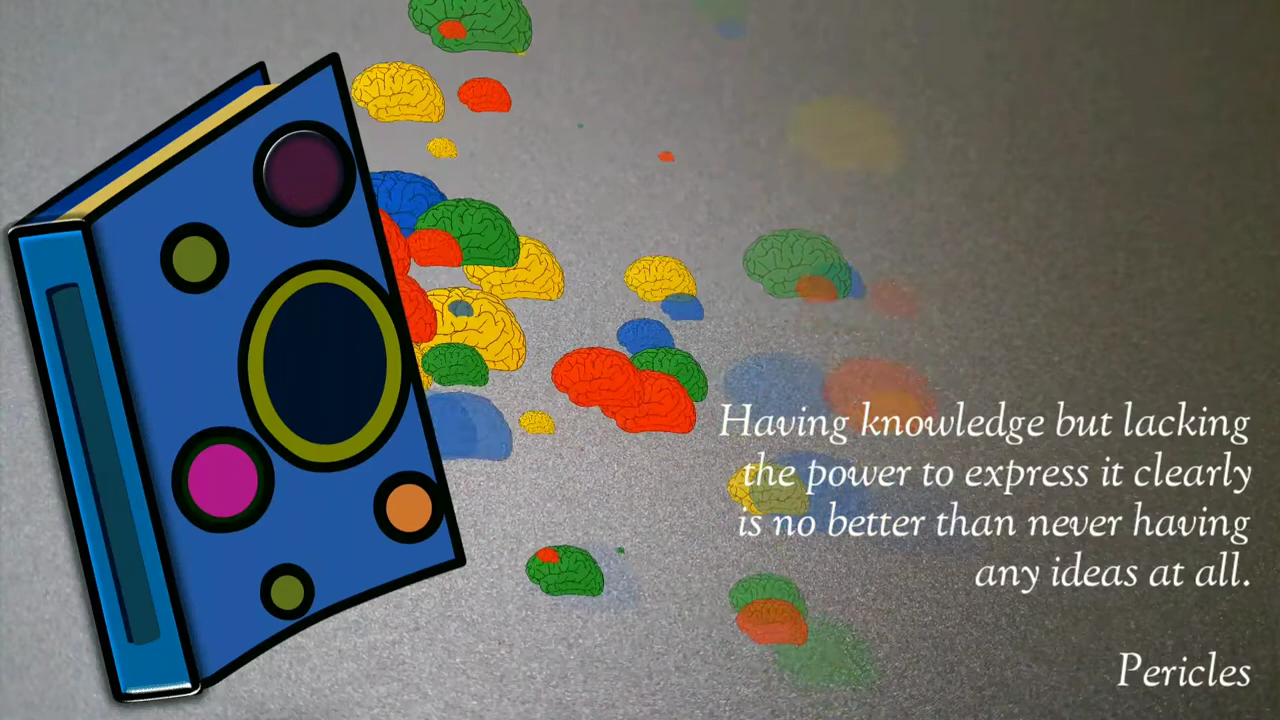 Having knowledge but lacking
the power to express it clearly
is no better than never having
any ideas at all.
Pericles